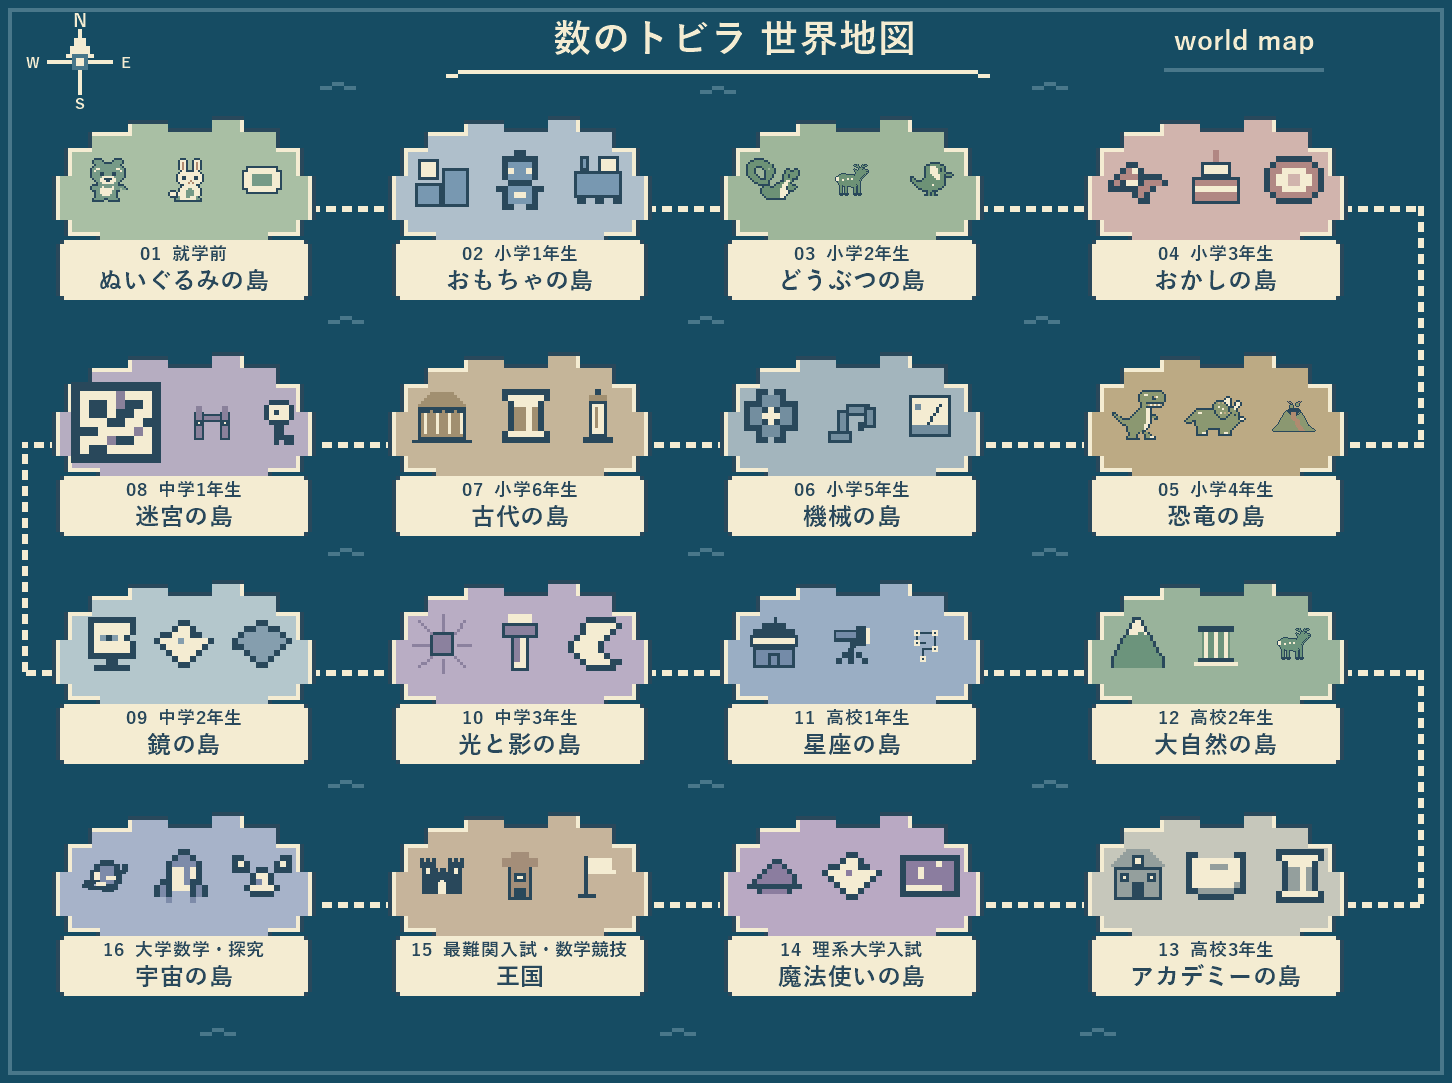 N
W E
S
数のトビラ 世界地図
world map
01 就学前
ぬいぐるみの島
02 小学1年生
おもちゃの島
03 小学2年生
どうぶつの島
04 小学3年生
おかしの島
08 中学1年生
迷宮の島
07 小学6年生
古代の島
06 小学5年生
機械の島
05 小学4年生
恐竜の島
09 中学2年生
鏡の島
10 中学3年生
光と影の島
11 高校1年生
星座の島
12 高校2年生
大自然の島
16 大学数学・探究
宇宙の島
15 最難関入試・数学競技
王国
14 理系大学入試
魔法使いの島
13 高校3年生
アカデミーの島